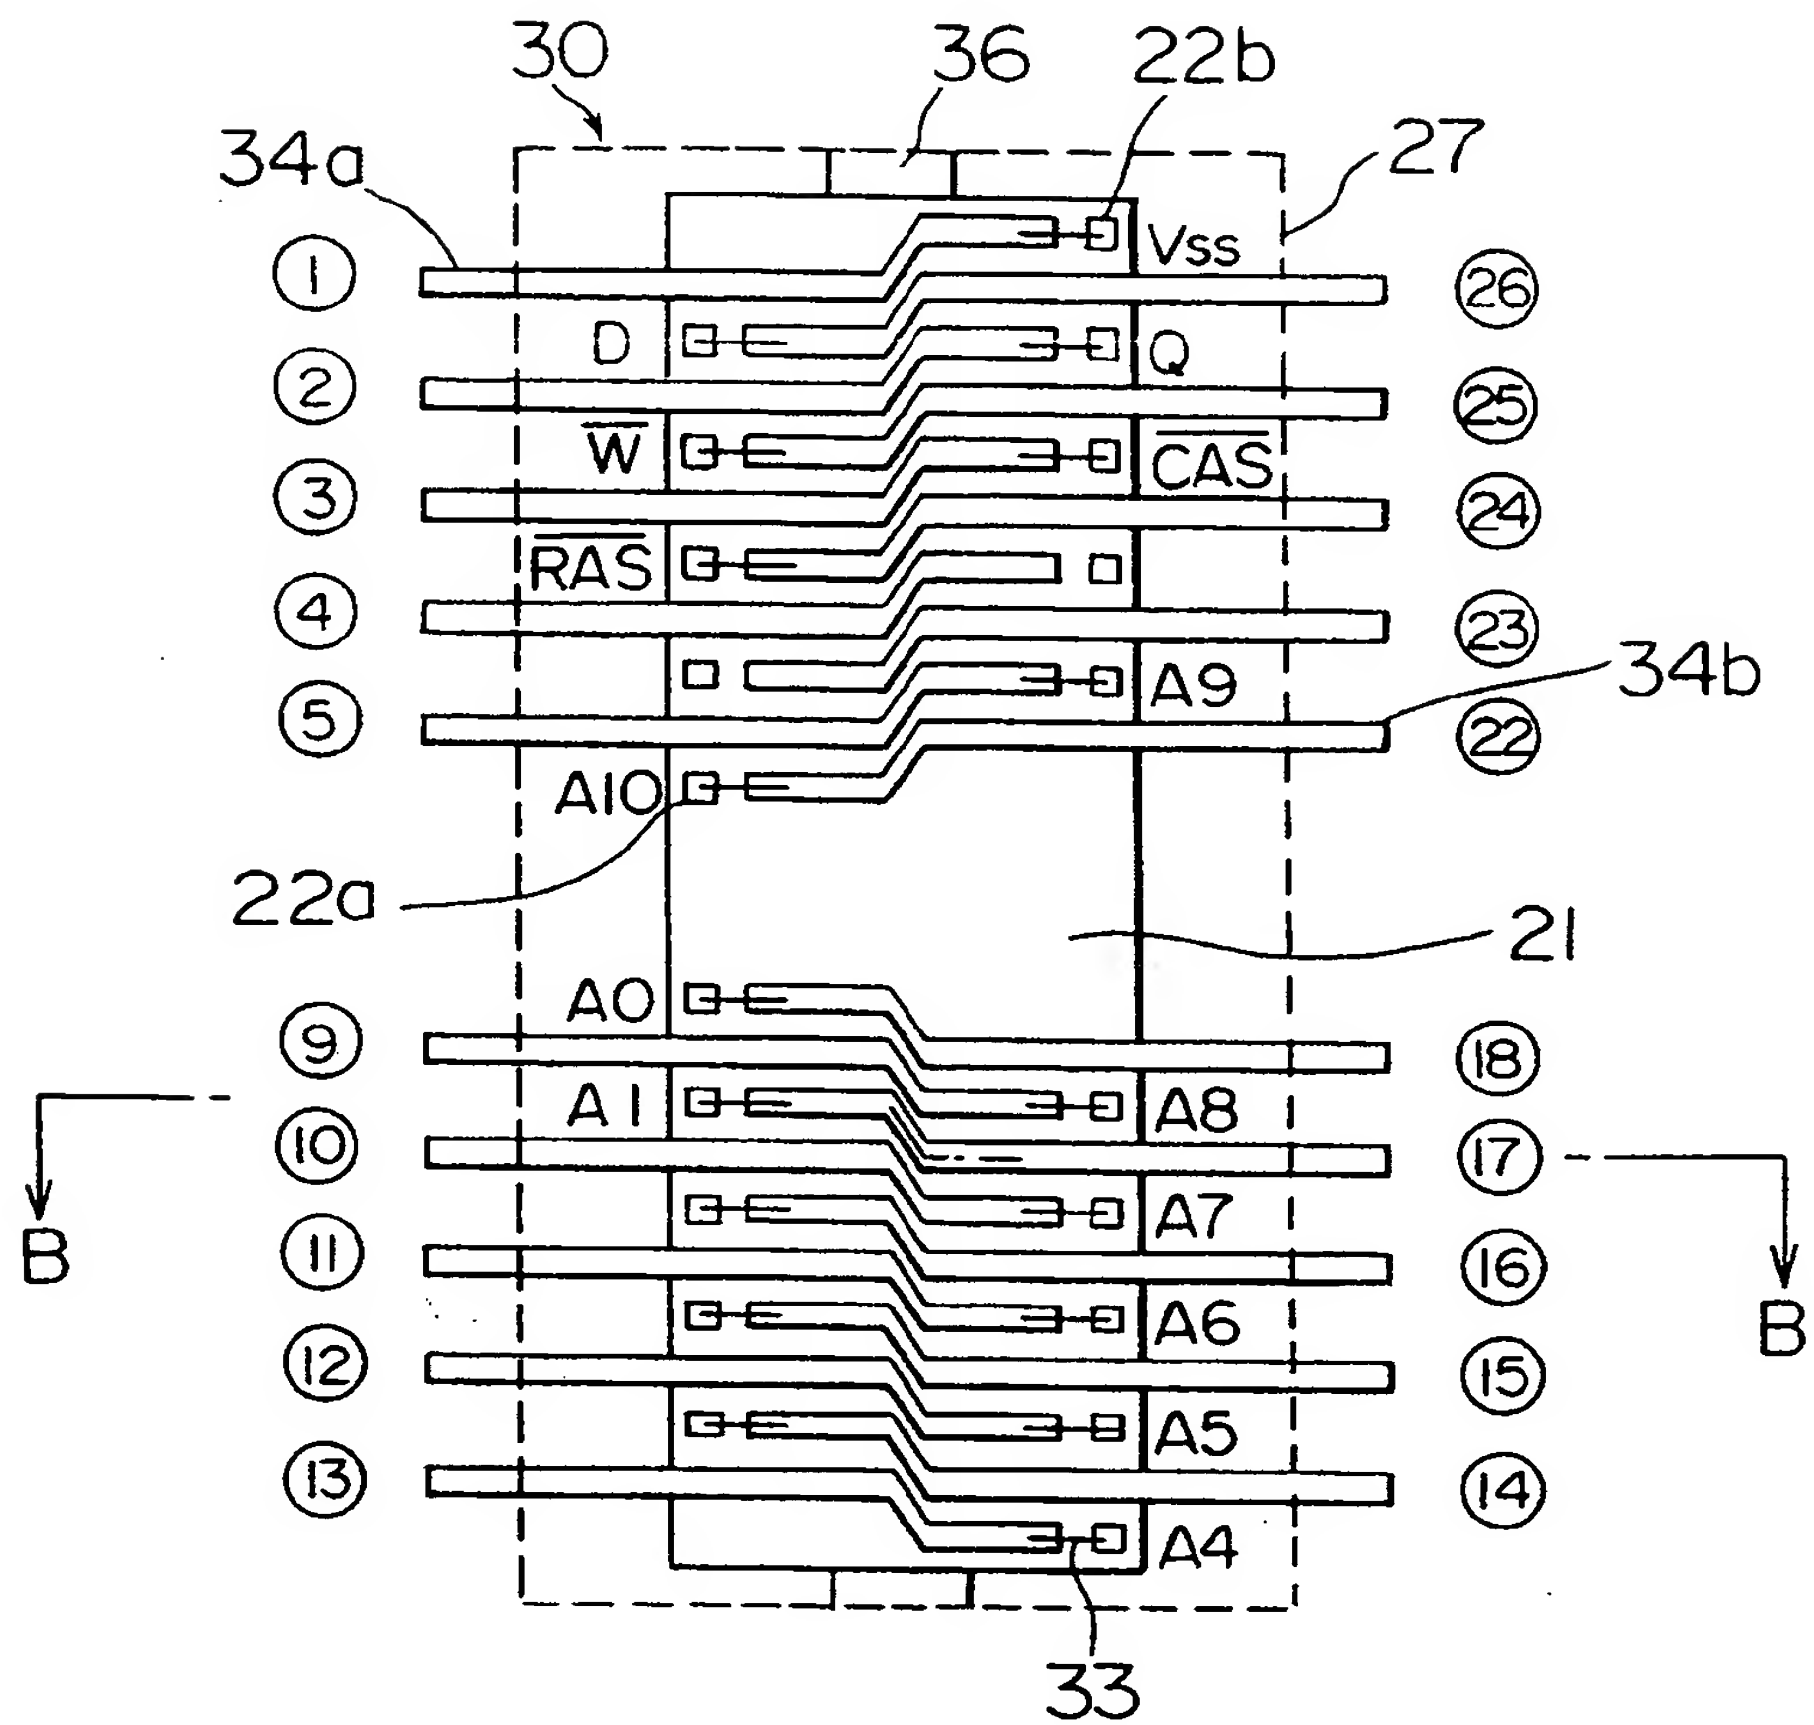 30
36
22b
34a
27
Vss
①
㉖
D
Q
②
㉕
W̅
C̅A̅S̅
③
㉔
R̅A̅S̅
④
㉓
34b
A9
⑤
㉒
A10
22a
21
A0
⑨
⑱
A1
A8
⑩
⑰
A7
B
⑪
⑯
A6
B
⑫
⑮
A5
⑬
⑭
A4
33